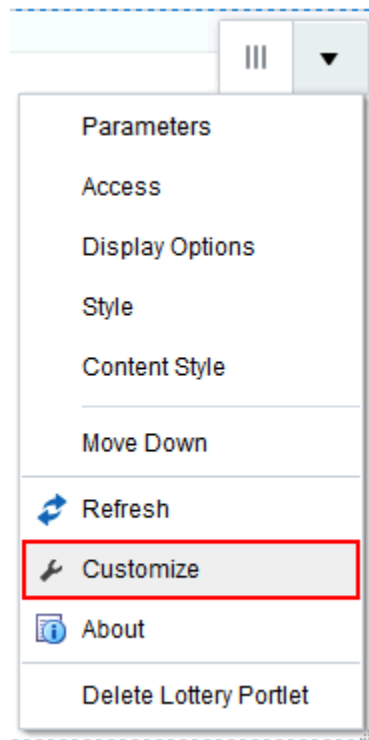 Parameters
Access
Display Options
Style
Content Style
Move Down
Refresh
Customize
About
Delete Lottery Portlet